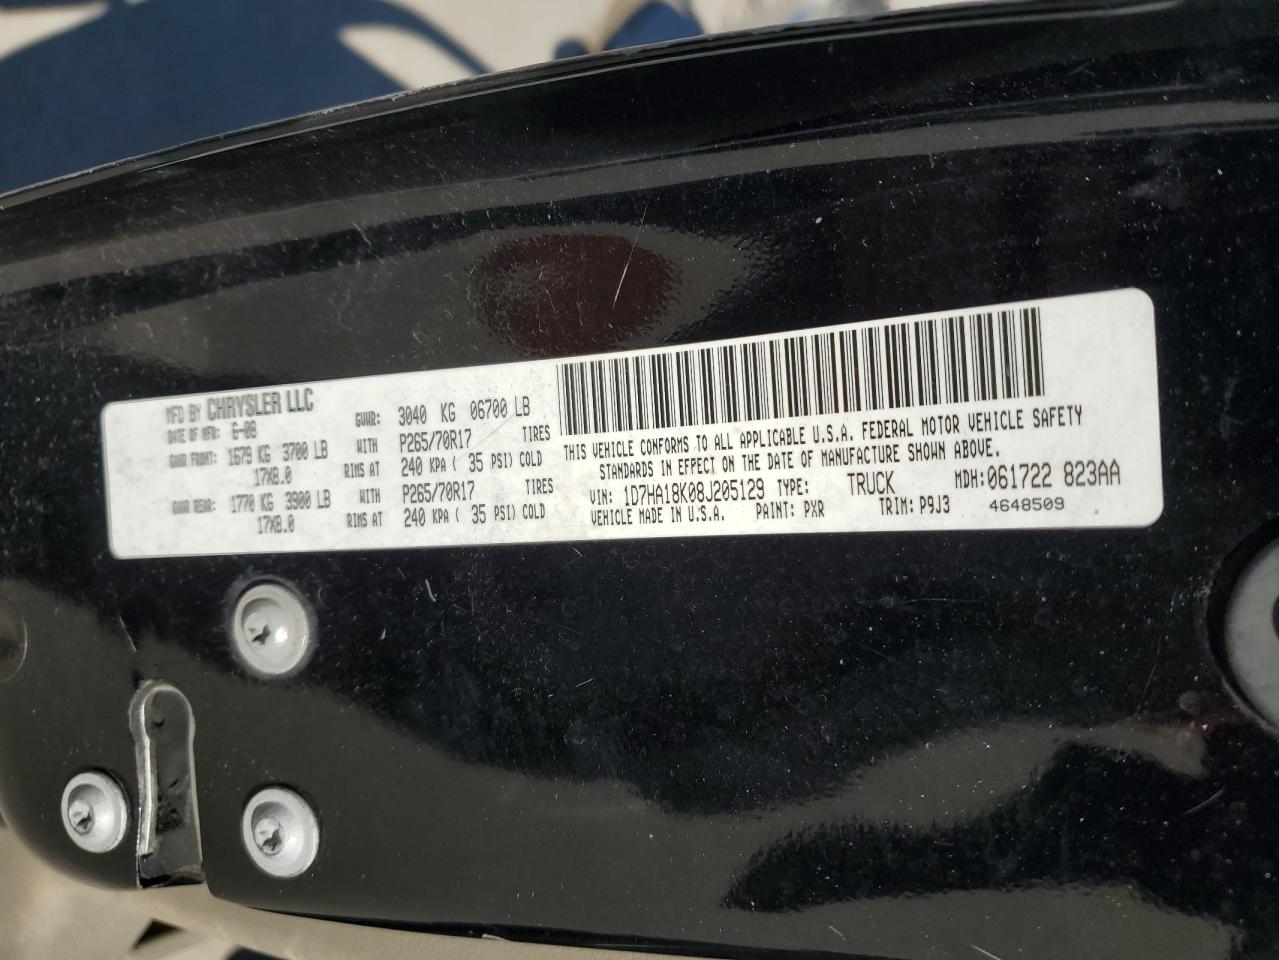 MFD BY CHRYSLER LLC
DATE OF MFR: 6-08 GVWR: 3040 KG 06700 LB
GAWR FRONT: 1679 KG 3700 LB WITH P265/70R17 TIRES
17X8.0 RIMS AT 240 KPA ( 35 PSI) COLD
GAWR REAR: 1770 KG 3900 LB WITH P265/70R17 TIRES
17X8.0 RIMS AT 240 KPA ( 35 PSI) COLD
THIS VEHICLE CONFORMS TO ALL APPLICABLE U.S.A. FEDERAL MOTOR VEHICLE SAFETY
STANDARDS IN EFFECT ON THE DATE OF MANUFACTURE SHOWN ABOVE.
VIN: 1D7HA18K08J205129 TYPE: TRUCK MDH: 061722 823AA
VEHICLE MADE IN U.S.A. PAINT: PXR TRIM: P9J3 4648509